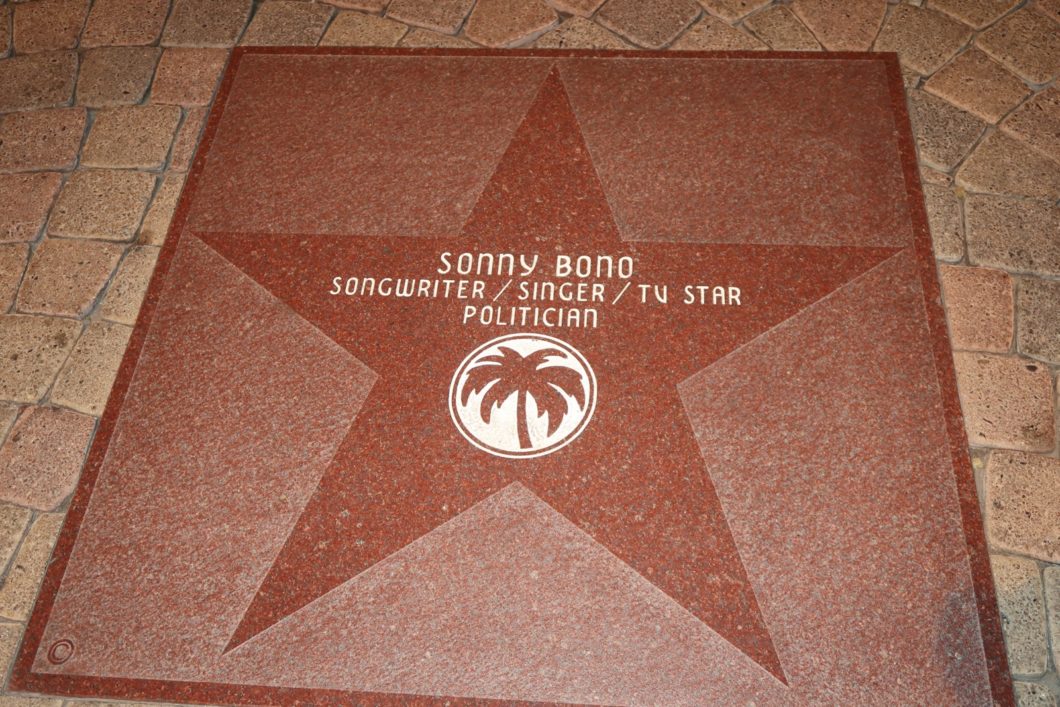 SONNY BONO
SONGWRITER / SINGER / TV STAR
POLITICIAN
©